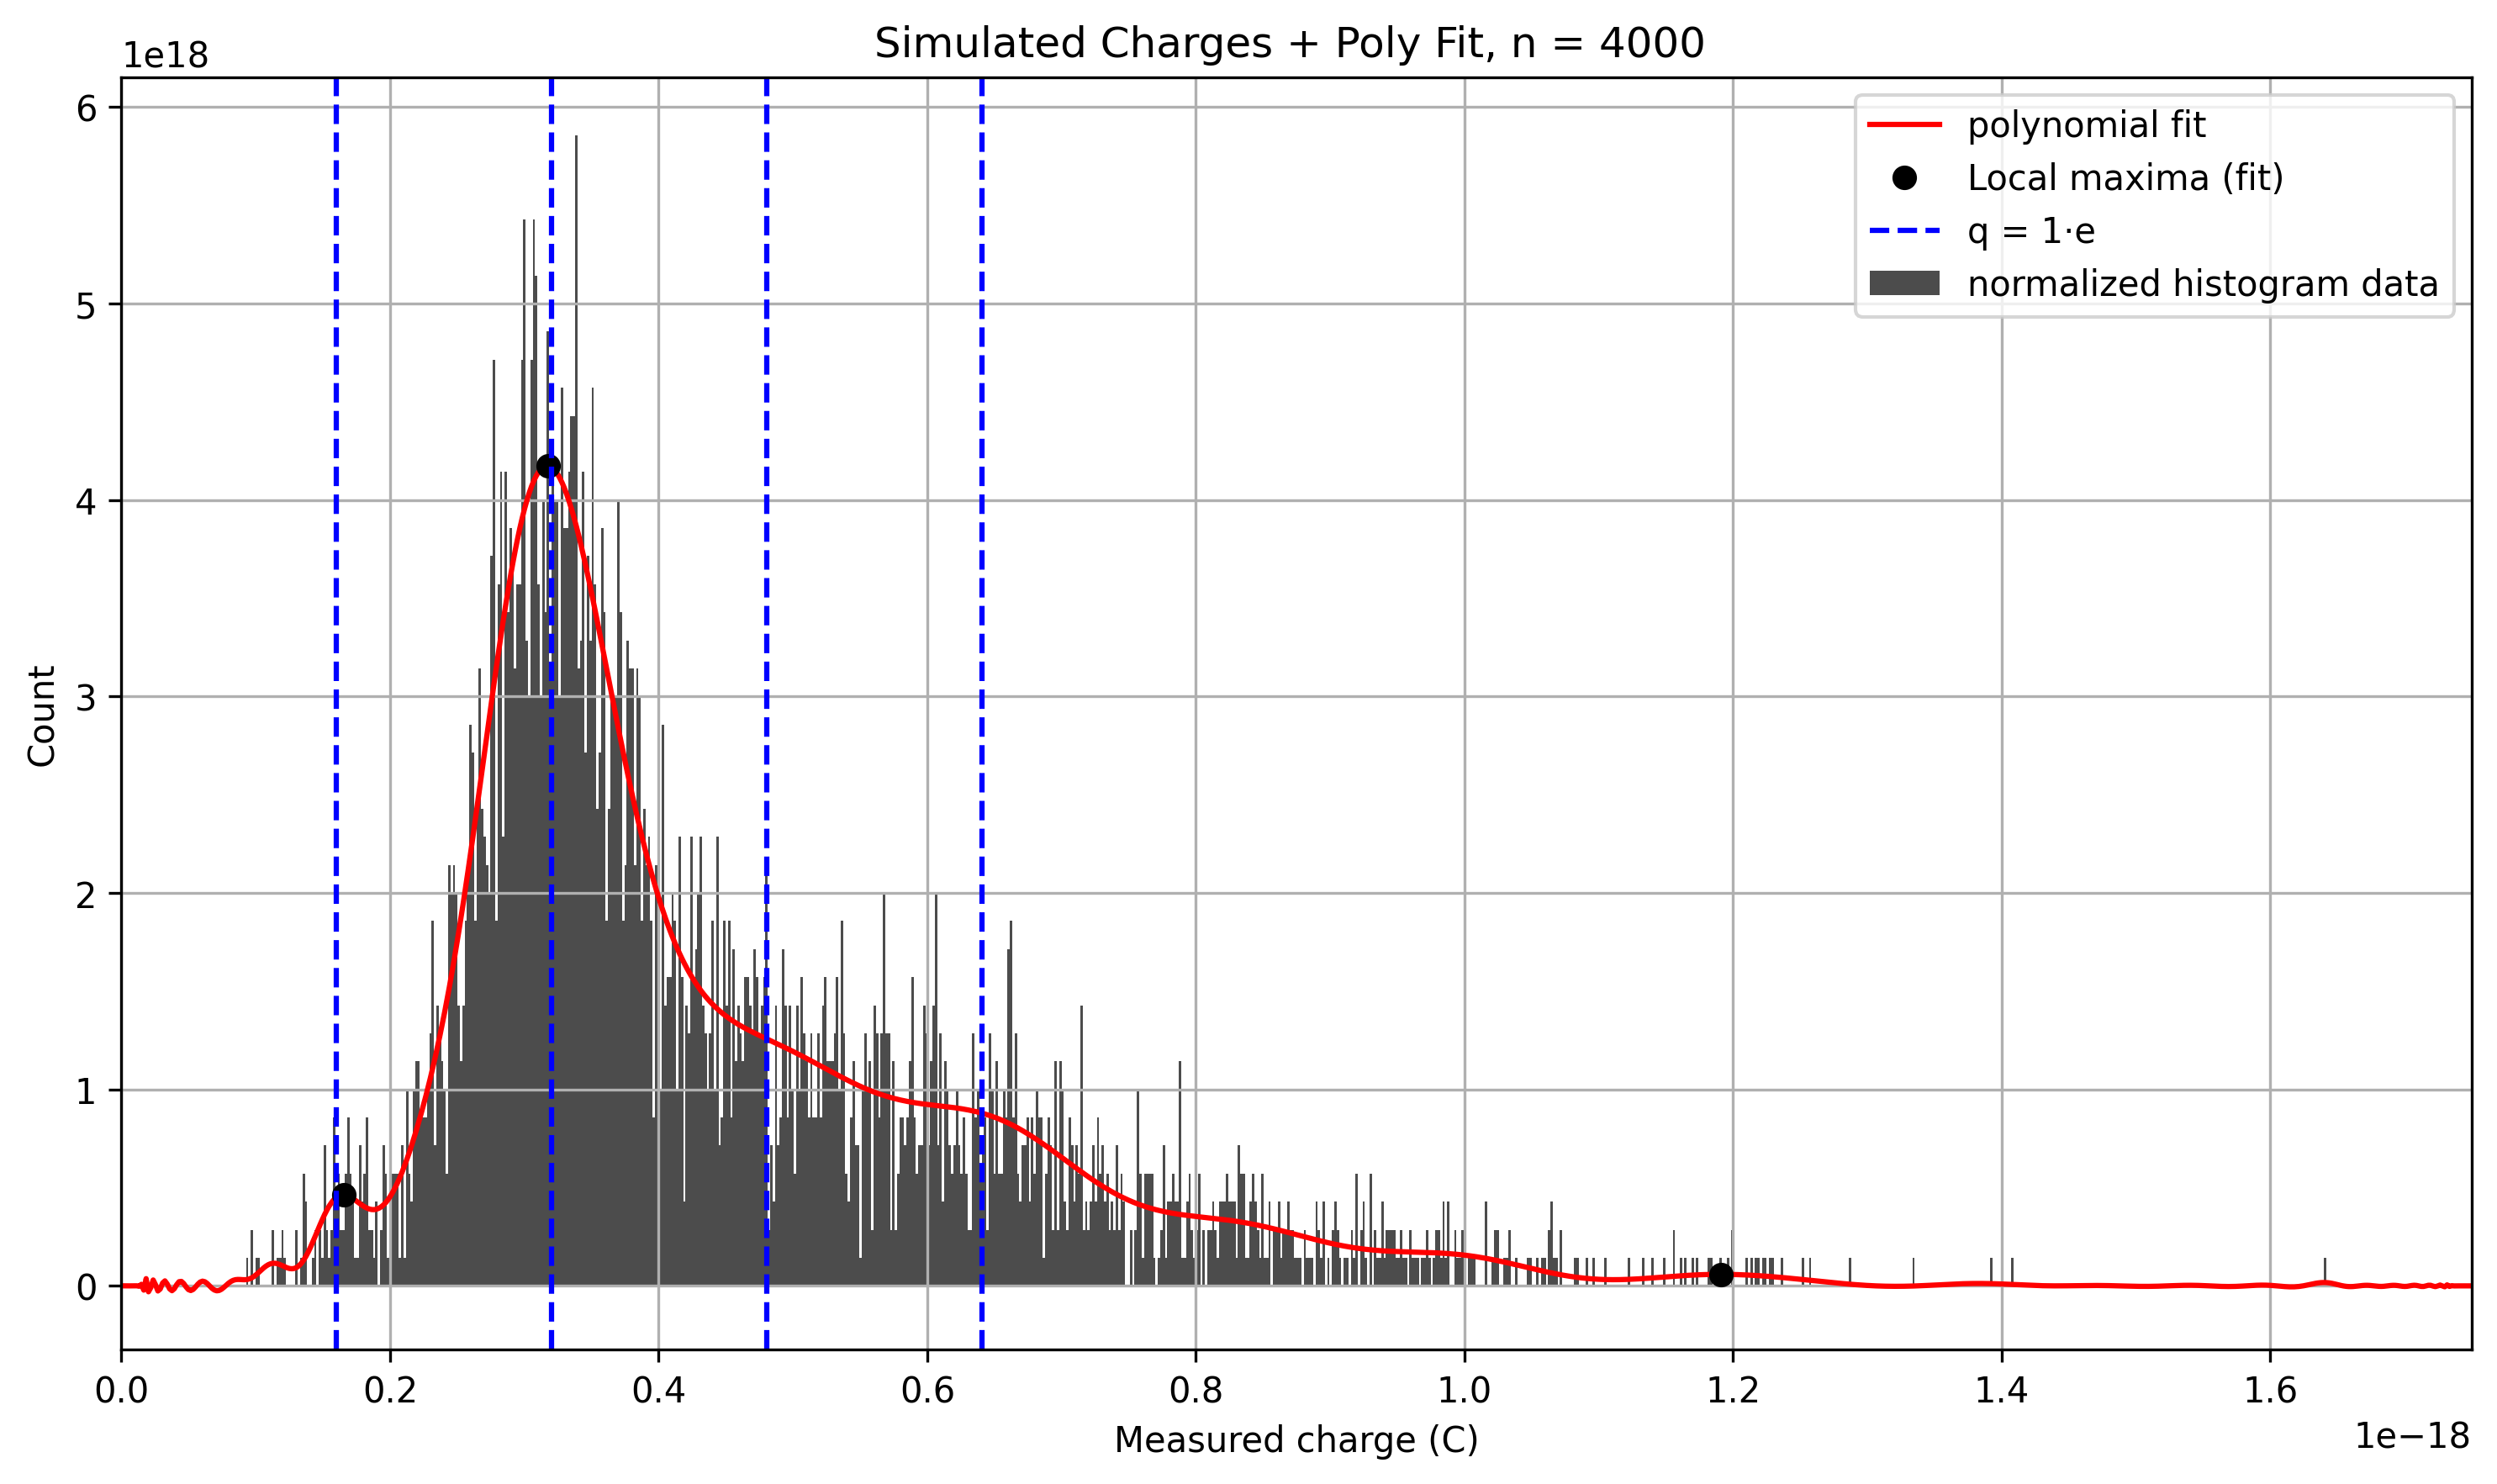 Simulated Charges + Poly Fit, n = 4000
1e18
6
5
4
3
2
1
0
Count
polynomial fit
Local maxima (fit)
q = 1·e
normalized histogram data
0.0 0.2 0.4 0.6 0.8 1.0 1.2 1.4 1.6
Measured charge (C)
1e−18